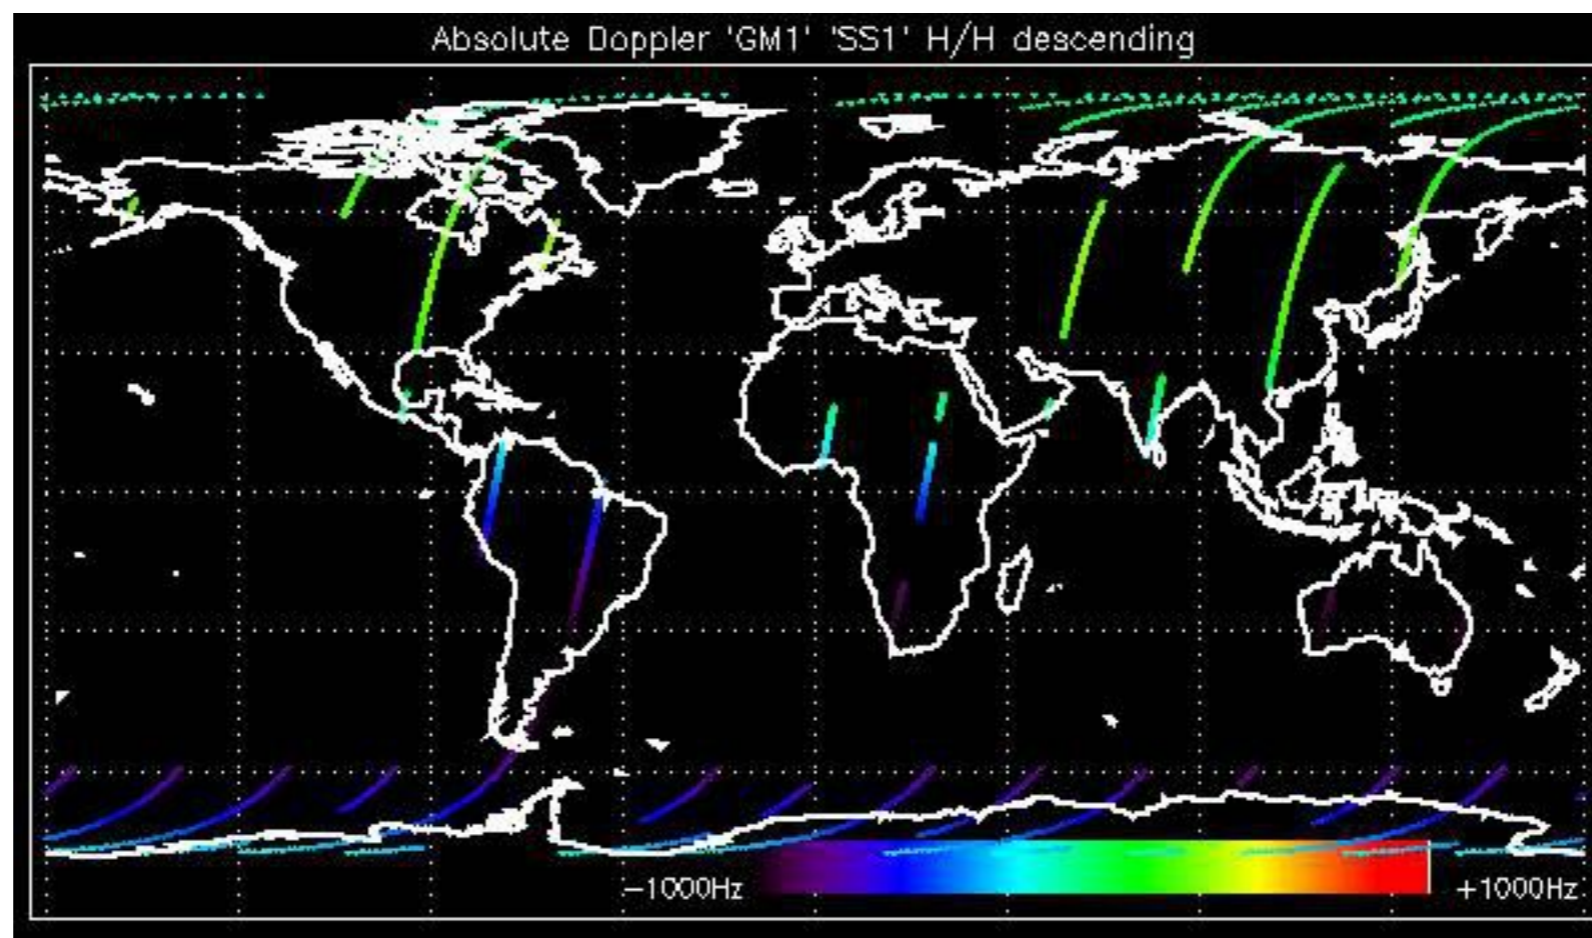 Absolute Doppler 'GM1' 'SS1' H/H descending
-1000Hz
+1000Hz